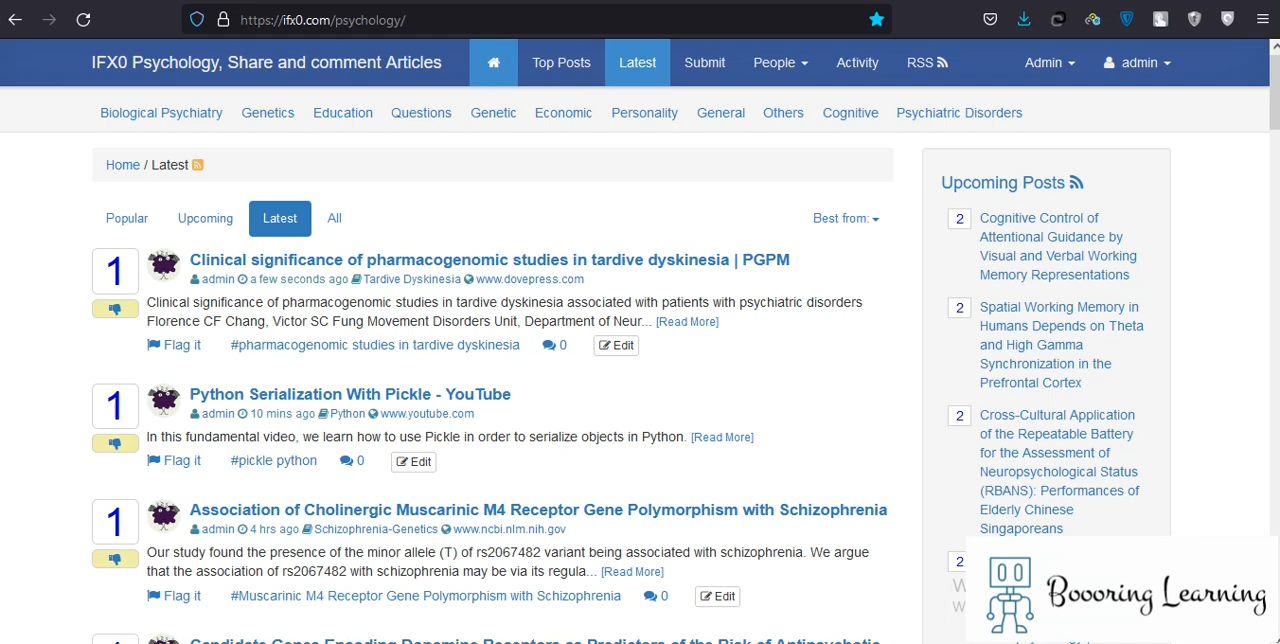 https://ifx0.com/psychology/
IFX0 Psychology, Share and comment Articles
Top Posts
Latest
Submit
People
Activity
RSS
Admin
admin
Biological Psychiatry
Genetics
Education
Questions
Genetic
Economic
Personality
General
Others
Cognitive
Psychiatric Disorders
Home / Latest
Popular
Upcoming
Latest
All
Best from:
1
Clinical significance of pharmacogenomic studies in tardive dyskinesia | PGPM
admin a few seconds ago Tardive Dyskinesia www.dovepress.com
Clinical significance of pharmacogenomic studies in tardive dyskinesia associated with patients with psychiatric disorders
Florence CF Chang, Victor SC Fung Movement Disorders Unit, Department of Neur... [Read More]
Flag it #pharmacogenomic studies in tardive dyskinesia 0 Edit
1
Python Serialization With Pickle - YouTube
admin 10 mins ago Python www.youtube.com
In this fundamental video, we learn how to use Pickle in order to serialize objects in Python. [Read More]
Flag it #pickle python 0 Edit
1
Association of Cholinergic Muscarinic M4 Receptor Gene Polymorphism with Schizophrenia
admin 4 hrs ago Schizophrenia-Genetics www.ncbi.nlm.nih.gov
Our study found the presence of the minor allele (T) of rs2067482 variant being associated with schizophrenia. We argue
that the association of rs2067482 with schizophrenia may be via its regula... [Read More]
Flag it #Muscarinic M4 Receptor Gene Polymorphism with Schizophrenia 0 Edit
Candidate Genes Encoding Dopamine Receptors as Predictors of the Risk of Antipsychotic
Upcoming Posts
2
Cognitive Control of
Attentional Guidance by
Visual and Verbal Working
Memory Representations
2
Spatial Working Memory in
Humans Depends on Theta
and High Gamma
Synchronization in the
Prefrontal Cortex
2
Cross-Cultural Application
of the Repeatable Battery
for the Assessment of
Neuropsychological Status
(RBANS): Performances of
Elderly Chinese
Singaporeans
2
Boooring Learning